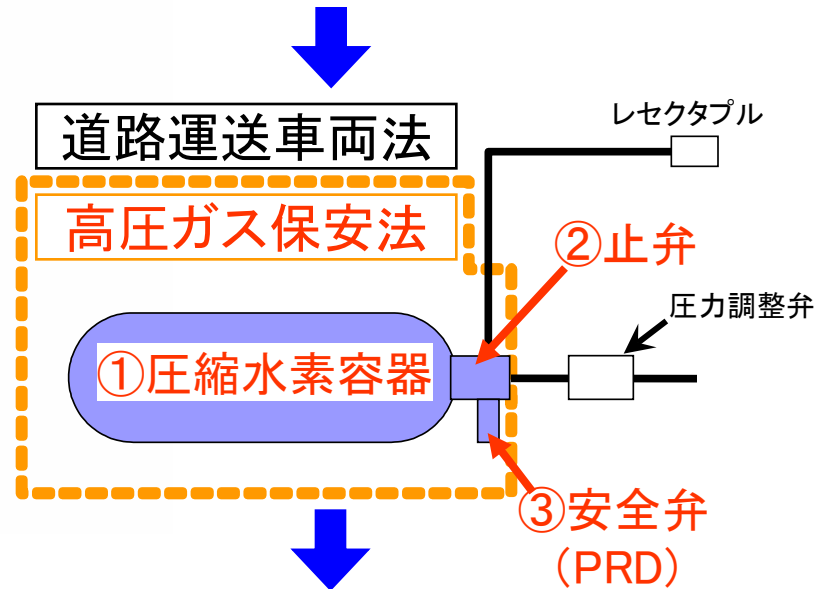 道路運送車両法
レセクタプル
高圧ガス保安法
②止弁
圧力調整弁
①圧縮水素容器
③安全弁
(PRD)